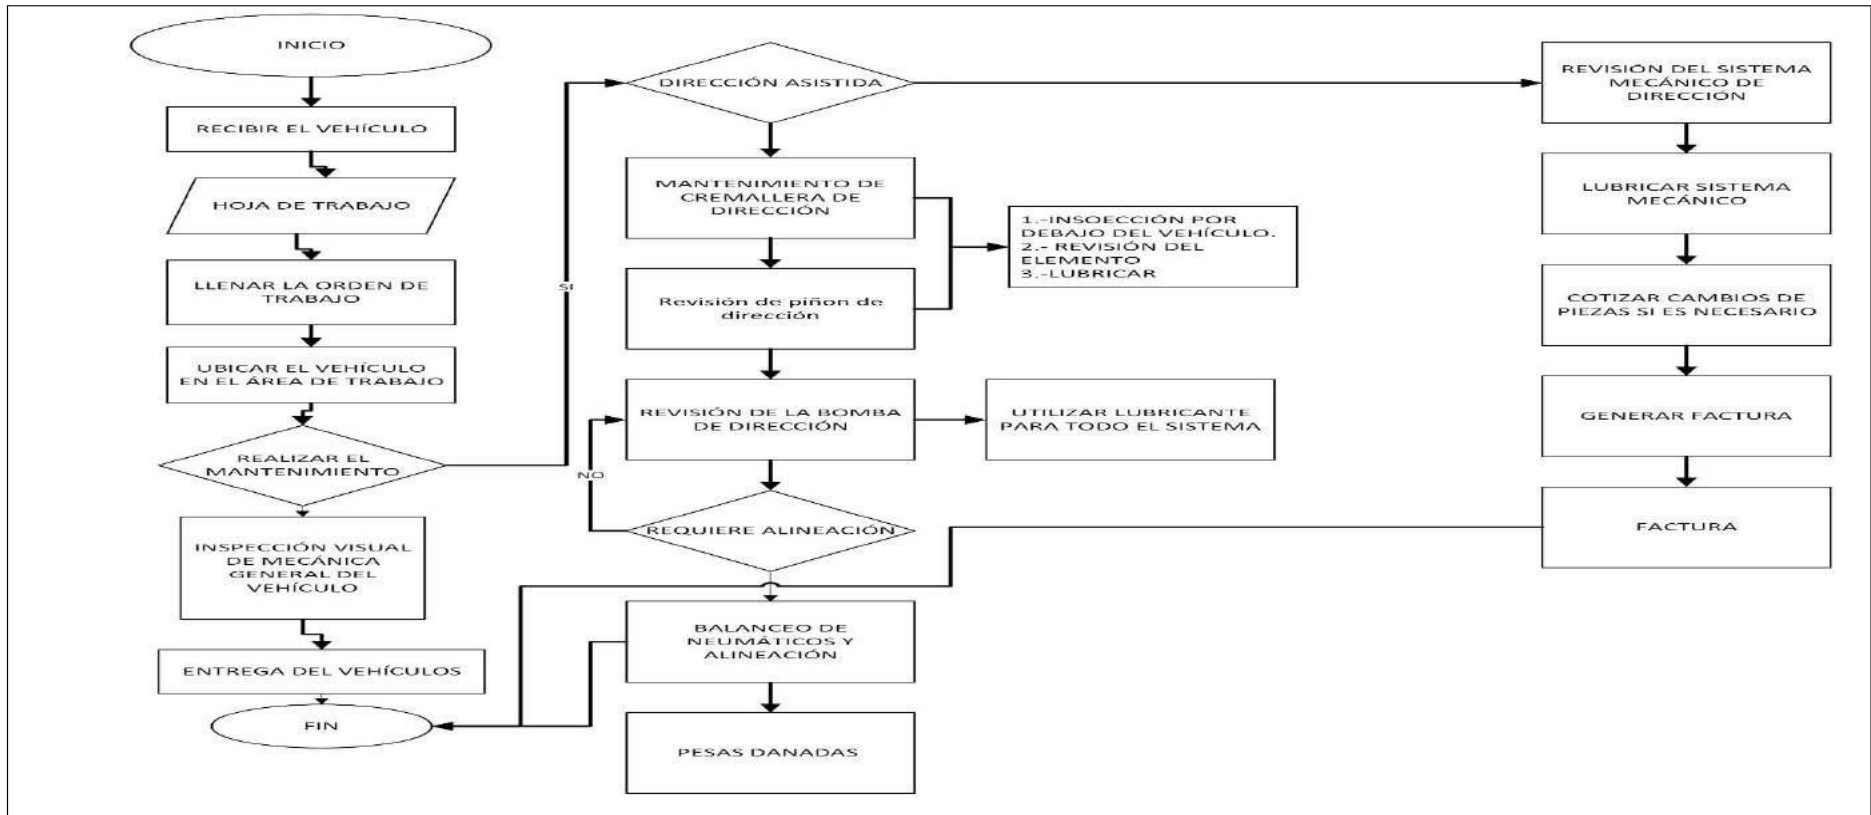 INICIO
RECIBIR EL VEHÍCULO
HOJA DE TRABAJO
LLENAR LA ORDEN DE
TRABAJO
UBICAR EL VEHÍCULO
EN EL ÁREA DE TRABAJO
REALIZAR EL
MANTENIMIENTO
INSPECCIÓN VISUAL
DE MECÁNICA
GENERAL DEL
VEHÍCULO
ENTREGA DEL VEHÍCULOS
FIN
SI
DIRECCIÓN ASISTIDA
MANTENIMIENTO DE
CREMALLERA DE
DIRECCIÓN
Revisión de piñon de
dirección
1.-INSOECCIÓN POR
DEBAJO DEL VEHÍCULO.
2.- REVISIÓN DEL
ELEMENTO
3.-LUBRICAR
REVISIÓN DE LA BOMBA
DE DIRECCIÓN
UTILIZAR LUBRICANTE
PARA TODO EL SISTEMA
NO
REQUIERE ALINEACIÓN
BALANCEO DE
NEUMÁTICOS Y
ALINEACIÓN
PESAS DANADAS
REVISIÓN DEL SISTEMA
MECÁNICO DE
DIRECCIÓN
LUBRICAR SISTEMA
MECÁNICO
COTIZAR CAMBIOS DE
PIEZAS SI ES NECESARIO
GENERAR FACTURA
FACTURA